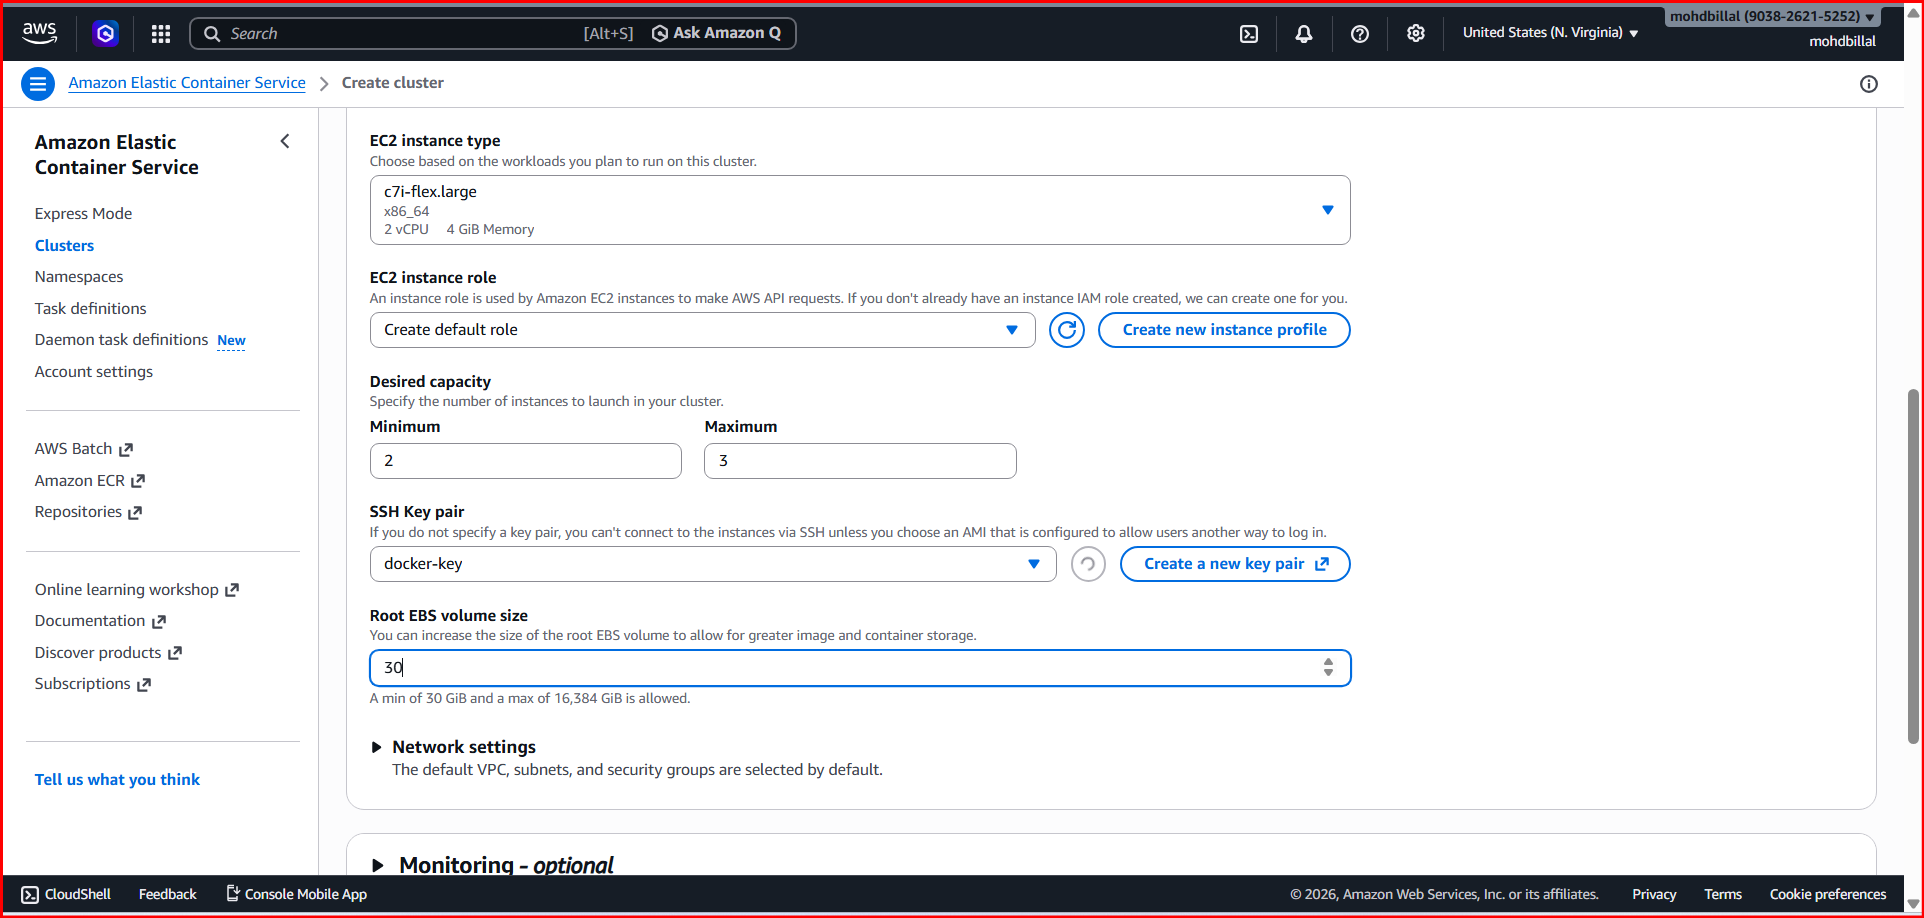 aws
Search [Alt+S] Ask Amazon Q
United States (N. Virginia)
mohdbillal (9038-2621-5252)
mohdbillal
Amazon Elastic Container Service
Create cluster
Amazon Elastic
Container Service
Express Mode
Clusters
Namespaces
Task definitions
Daemon task definitions New
Account settings
AWS Batch
Amazon ECR
Repositories
Online learning workshop
Documentation
Discover products
Subscriptions
Tell us what you think
EC2 instance type
Choose based on the workloads you plan to run on this cluster.
c7i-flex.large
x86_64
2 vCPU 4 GiB Memory
EC2 instance role
An instance role is used by Amazon EC2 instances to make AWS API requests. If you don't already have an instance IAM role created, we can create one for you.
Create default role
Create new instance profile
Desired capacity
Specify the number of instances to launch in your cluster.
Minimum Maximum
2 3
SSH Key pair
If you do not specify a key pair, you can't connect to the instances via SSH unless you choose an AMI that is configured to allow users another way to log in.
docker-key
Create a new key pair
Root EBS volume size
You can increase the size of the root EBS volume to allow for greater image and container storage.
30
A min of 30 GiB and a max of 16,384 GiB is allowed.
Network settings
The default VPC, subnets, and security groups are selected by default.
Monitoring - optional
CloudShell Feedback Console Mobile App
© 2026, Amazon Web Services, Inc. or its affiliates. Privacy Terms Cookie preferences